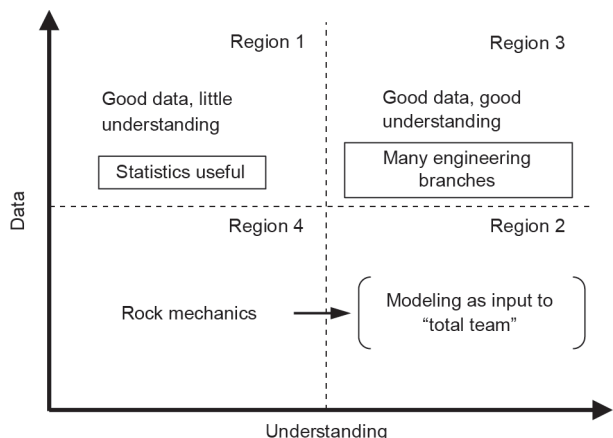 Region 1
Region 3
Good data, little
understanding
Good data, good
understanding
Statistics useful
Many engineering
branches
Data
Region 4
Region 2
Rock mechanics
Modeling as input to
“total team”
Understanding